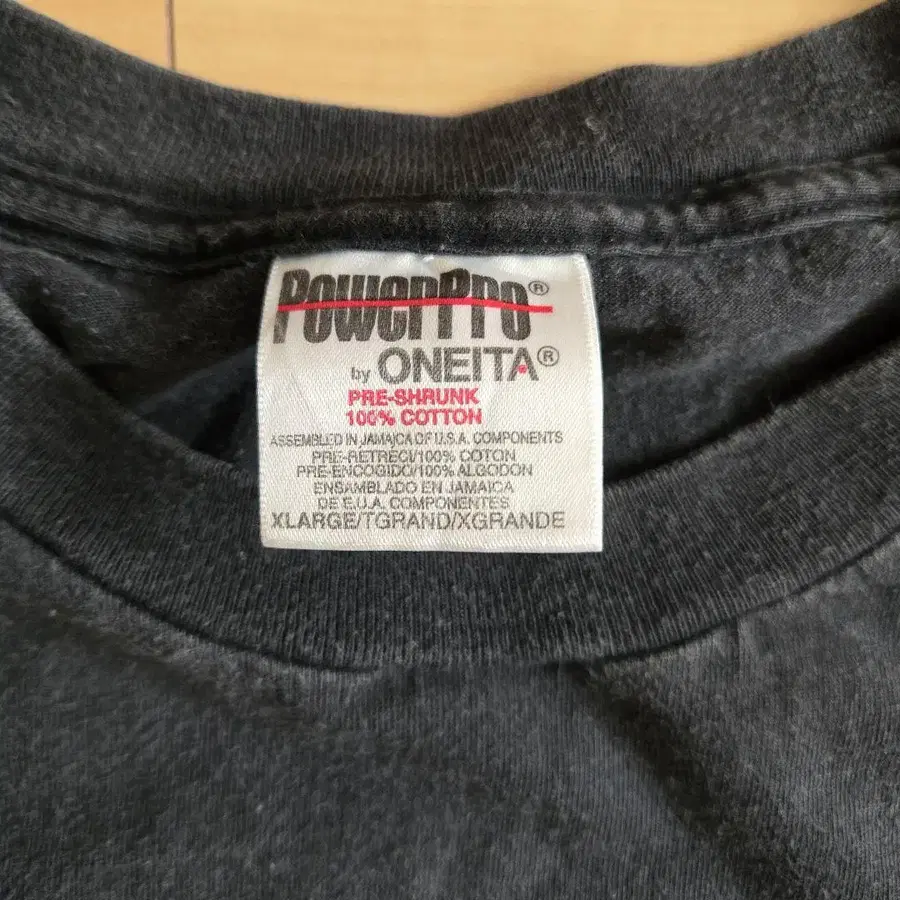 PowerPro®
by ONEITA®
PRE-SHRUNK
100% COTTON
ASSEMBLED IN JAMAICA OF U.S.A. COMPONENTS
PRE-RETRECI/100% COTON
PRE-ENCOGIDO/100% ALGODON
ENSAMBLADO EN JAMAICA
DE E.U.A. COMPONENTES
XLARGE/TGRAND/XGRANDE